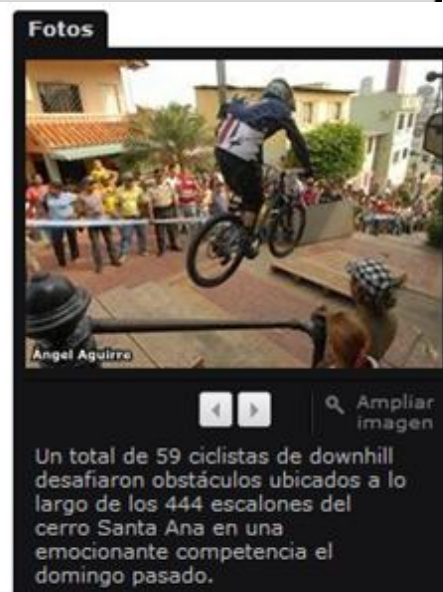 Fotos
Angel Aguirre
Ampliar
imagen
Un total de 59 ciclistas de downhill
desafiaron obstáculos ubicados a lo
largo de los 444 escalones del
cerro Santa Ana en una
emocionante competencia el
domingo pasado.